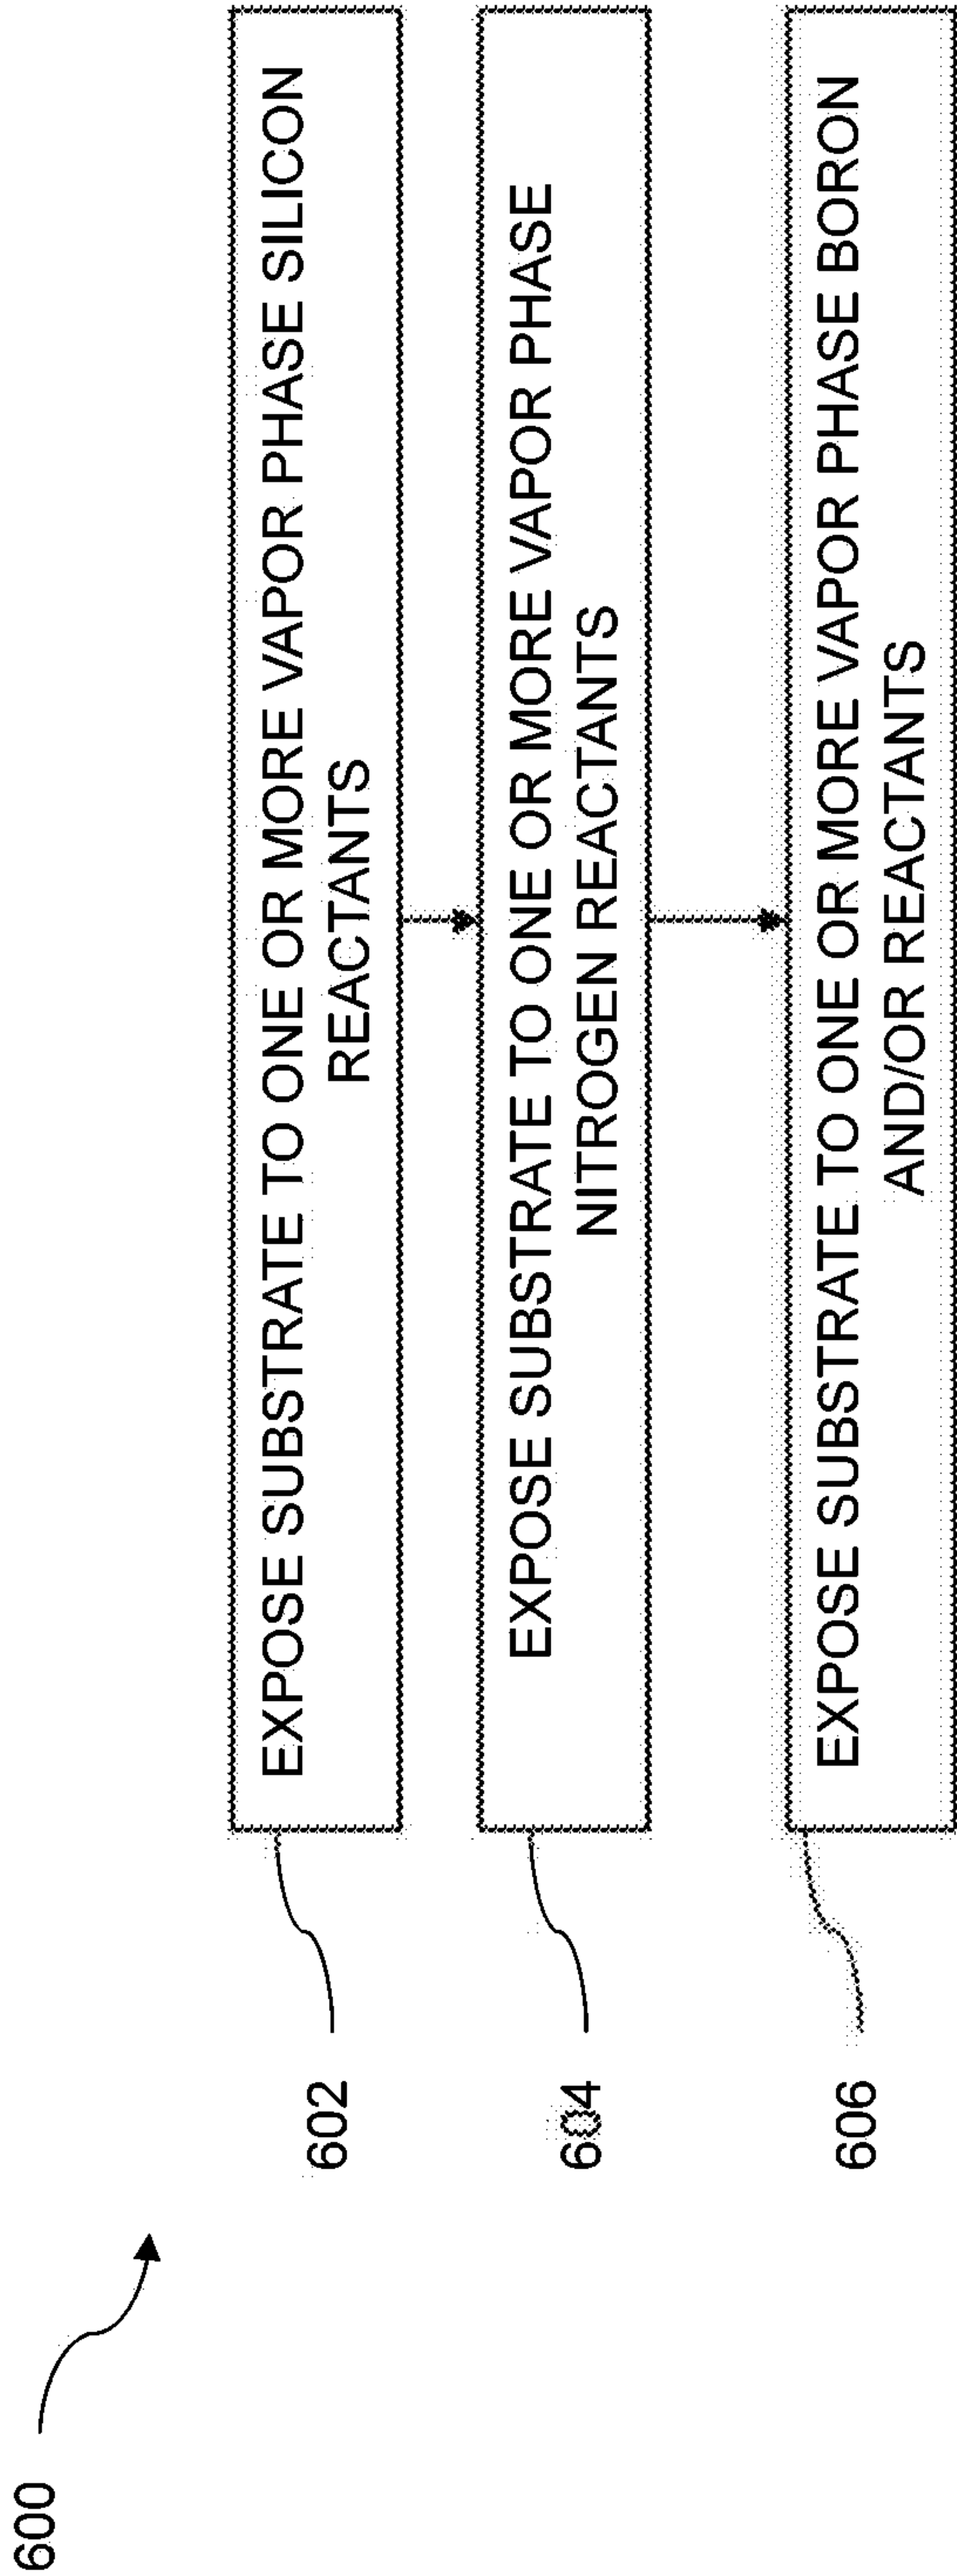 600
602
EXPOSE SUBSTRATE TO ONE OR MORE VAPOR PHASE SILICON
REACTANTS
604
EXPOSE SUBSTRATE TO ONE OR MORE VAPOR PHASE
NITROGEN REACTANTS
606
EXPOSE SUBSTRATE TO ONE OR MORE VAPOR PHASE BORON
AND/OR REACTANTS